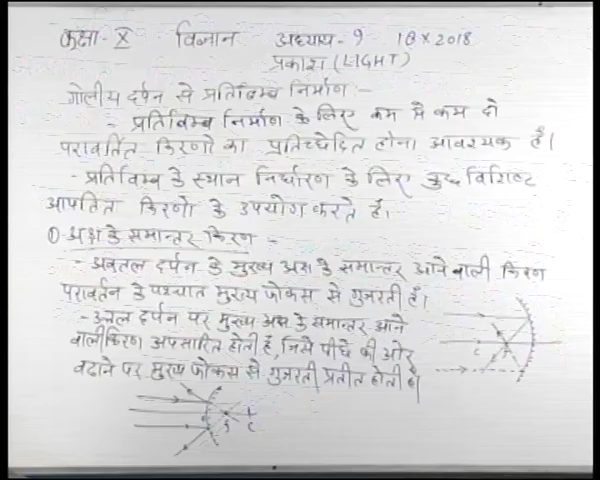 कक्षा-X विज्ञान अध्याय-9 18 X 2018
प्रकाश (LIGHT)
गोलीय दर्पन से प्रतिबिम्ब निर्माण :-
- प्रतिबिम्ब निर्माण के लिए कम से कम दो
परावर्तित किरणो का प्रतिच्छेदित होना आवश्यक है।
- प्रतिबिम्ब के स्थान निर्धारण के लिए कुछ विशिष्ट
आपतित किरणो के उपयोग करते है।
① अक्ष के समान्तर किरण -
- अवतल दर्पन के मुख्य अक्ष के समान्तर आने वाली किरण
परावर्तन के पश्चात मुख्य फोकस से गुजरती है।
- उत्तल दर्पन पर मुख्य अक्ष के समान्तर आने
वाली किरण अपसारित होती है, जिसे पीछे की ओर
बढाने पर मुख्य फोकस से गुजरती प्रतीत होती है
C F
F C